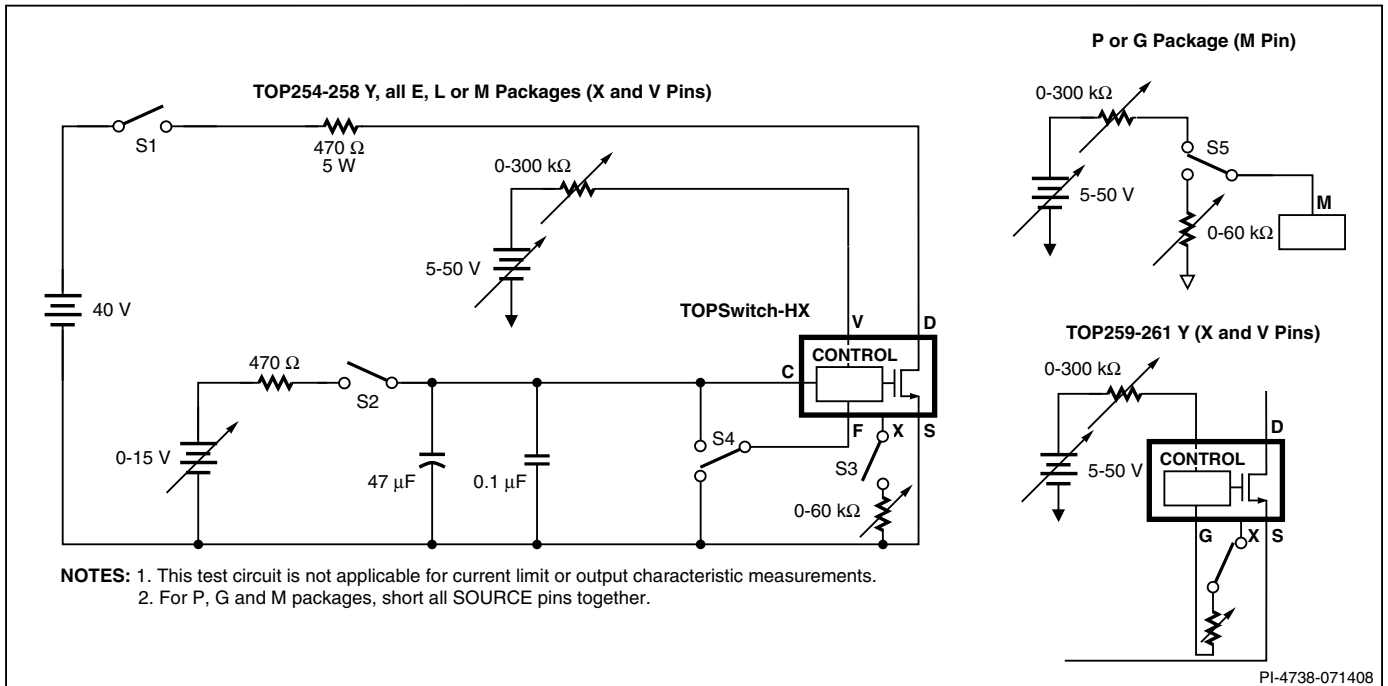 TOP254-258 Y, all E, L or M Packages (X and V Pins)
S1
470 Ω
5 W
0-300 kΩ
5-50 V
40 V
TOPSwitch-HX
V
D
CONTROL
C
470 Ω
S2
0-15 V
47 μF
0.1 μF
S4
F
X
S
S3
0-60 kΩ
NOTES: 1. This test circuit is not applicable for current limit or output characteristic measurements.
2. For P, G and M packages, short all SOURCE pins together.
P or G Package (M Pin)
0-300 kΩ
S5
5-50 V
M
0-60 kΩ
TOP259-261 Y (X and V Pins)
0-300 kΩ
D
5-50 V
CONTROL
G
X
S
PI-4738-071408